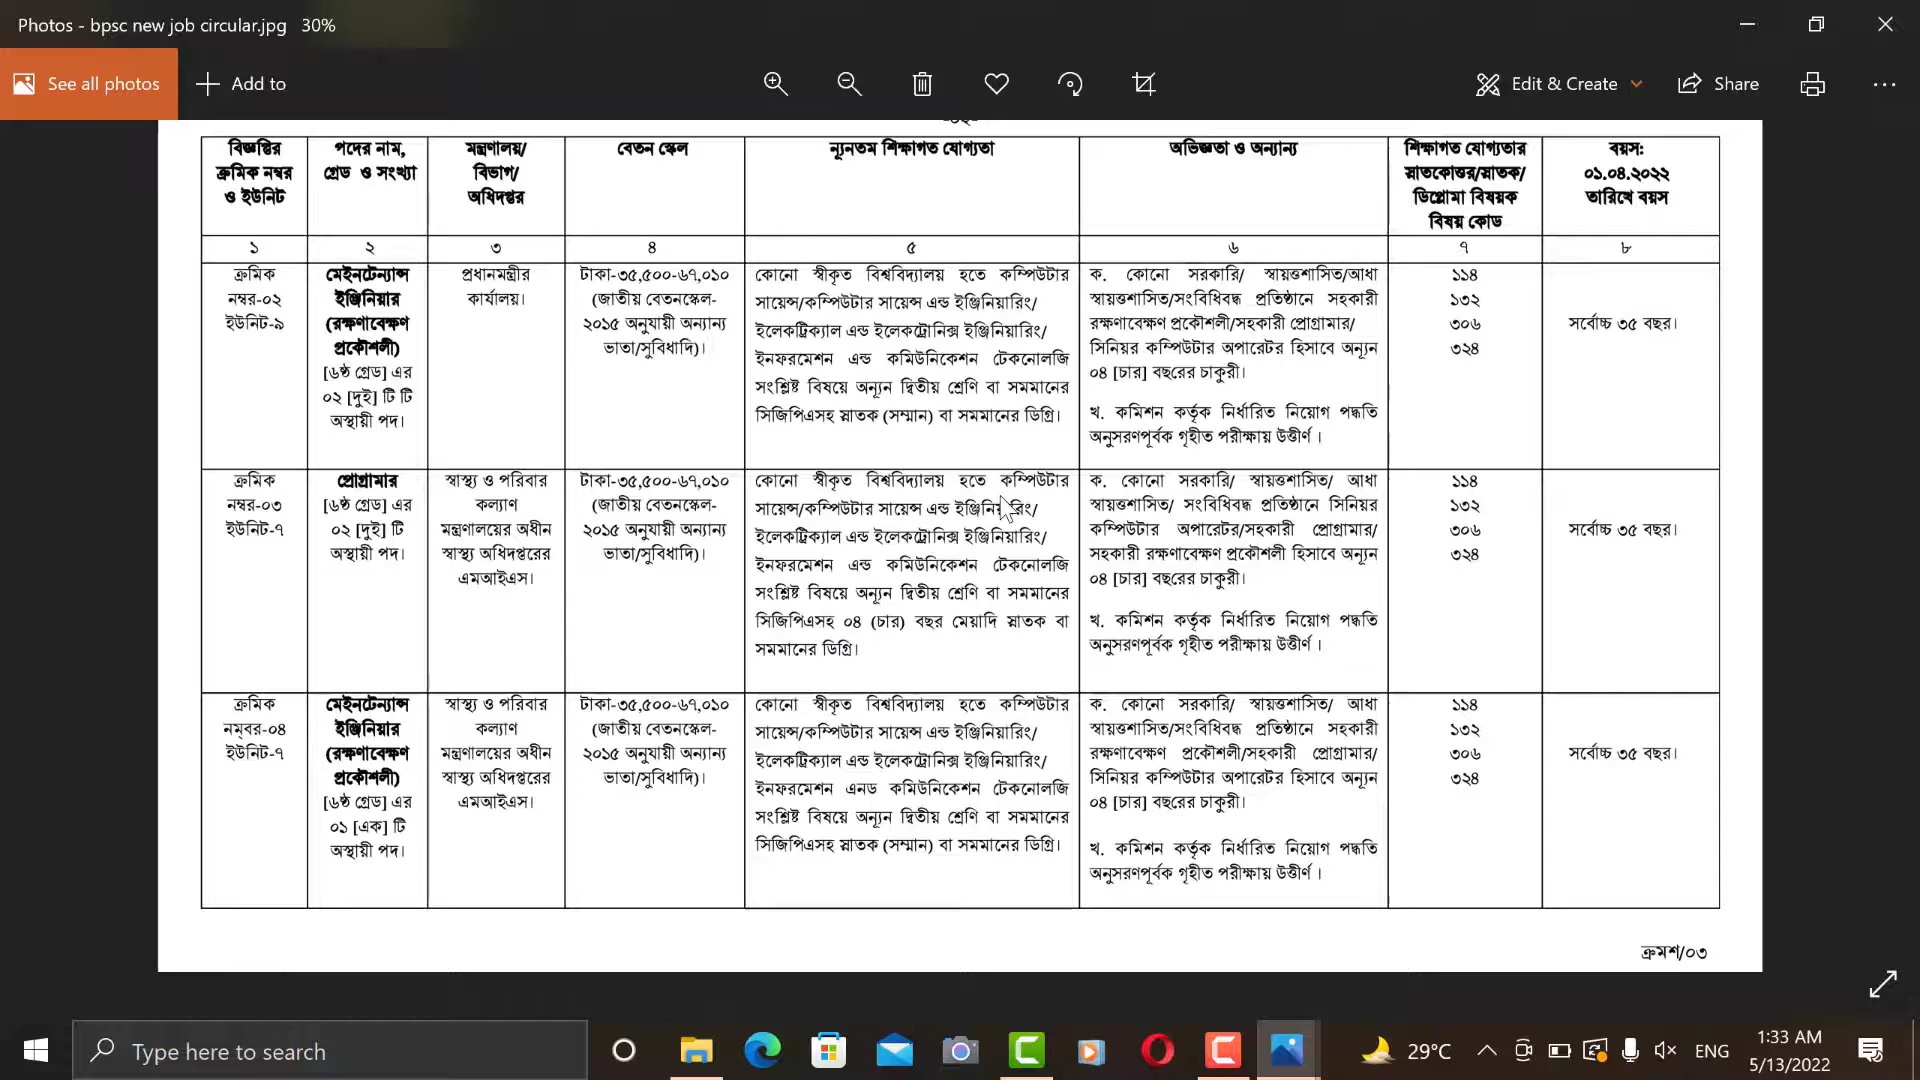 Photos - bpsc new job circular.jpg 30%
See all photos
Add to
Edit & Create
Share
বিজ্ঞপ্তির
ক্রমিক নম্বর
ও ইউনিট
পদের নাম,
গ্রেড ও সংখ্যা
মন্ত্রণালয়/
বিভাগ/
অধিদপ্তর
বেতন স্কেল
ন্যূনতম শিক্ষাগত যোগ্যতা
অভিজ্ঞতা ও অন্যান্য
শিক্ষাগত যোগ্যতার
স্নাতকোত্তর/স্নাতক/
ডিপ্লোমা বিষয়ক
বিষয় কোড
বয়স:
০১.০৪.২০২২
তারিখে বয়স
১
২
৩
৪
৫
৬
৭
৮
ক্রমিক
নম্বর-০২
ইউনিট-৯
মেইনটেন্যান্স
ইঞ্জিনিয়ার
(রক্ষণাবেক্ষণ
প্রকৌশলী)
[৬ষ্ঠ গ্রেড] এর
০২ [দুই] টি টি
অস্থায়ী পদ।
প্রধানমন্ত্রীর
কার্যালয়।
টাকা-৩৫,৫০০-৬৭,০১০
(জাতীয় বেতনস্কেল-
২০১৫ অনুযায়ী অন্যান্য
ভাতা/সুবিধাদি)।
কোনো স্বীকৃত বিশ্ববিদ্যালয় হতে কম্পিউটার
সায়েন্স/কম্পিউটার সায়েন্স এন্ড ইঞ্জিনিয়ারিং/
ইলেকট্রিক্যাল এন্ড ইলেকট্রোনিক্স ইঞ্জিনিয়ারিং/
ইনফরমেশন এন্ড কমিউনিকেশন টেকনোলজি
সংশ্লিষ্ট বিষয়ে অন্যূন দ্বিতীয় শ্রেণি বা সমমানের
সিজিপিএসহ স্নাতক (সম্মান) বা সমমানের ডিগ্রি।
ক. কোনো সরকারি/ স্বায়ত্তশাসিত/আধা
স্বায়ত্তশাসিত/সংবিধিবদ্ধ প্রতিষ্ঠানে সহকারী
রক্ষণাবেক্ষণ প্রকৌশলী/সহকারী প্রোগ্রামার/
সিনিয়র কম্পিউটার অপারেটর হিসাবে অন্যূন
০৪ [চার] বছরের চাকুরী।
খ. কমিশন কর্তৃক নির্ধারিত নিয়োগ পদ্ধতি
অনুসরণপূর্বক গৃহীত পরীক্ষায় উত্তীর্ণ।
১১৪
১৩২
৩০৬
৩২৪
সর্বোচ্চ ৩৫ বছর।
ক্রমিক
নম্বর-০৩
ইউনিট-৭
প্রোগ্রামার
[৬ষ্ঠ গ্রেড] এর
০২ [দুই] টি
অস্থায়ী পদ।
স্বাস্থ্য ও পরিবার
কল্যাণ
মন্ত্রণালয়ের অধীন
স্বাস্থ্য অধিদপ্তরের
এমআইএস।
টাকা-৩৫,৫০০-৬৭,০১০
(জাতীয় বেতনস্কেল-
২০১৫ অনুযায়ী অন্যান্য
ভাতা/সুবিধাদি)।
কোনো স্বীকৃত বিশ্ববিদ্যালয় হতে কম্পিউটার
সায়েন্স/কম্পিউটার সায়েন্স এন্ড ইঞ্জিনিয়ারিং/
ইলেকট্রিক্যাল এন্ড ইলেকট্রোনিক্স ইঞ্জিনিয়ারিং/
ইনফরমেশন এন্ড কমিউনিকেশন টেকনোলজি
সংশ্লিষ্ট বিষয়ে অন্যূন দ্বিতীয় শ্রেণি বা সমমানের
সিজিপিএসহ ০৪ (চার) বছর মেয়াদি স্নাতক বা
সমমানের ডিগ্রি।
ক. কোনো সরকারি/ স্বায়ত্তশাসিত/ আধা
স্বায়ত্তশাসিত/ সংবিধিবদ্ধ প্রতিষ্ঠানে সিনিয়র
কম্পিউটার অপারেটর/সহকারী প্রোগ্রামার/
সহকারী রক্ষণাবেক্ষণ প্রকৌশলী হিসাবে অন্যূন
০৪ [চার] বছরের চাকুরী।
খ. কমিশন কর্তৃক নির্ধারিত নিয়োগ পদ্ধতি
অনুসরণপূর্বক গৃহীত পরীক্ষায় উত্তীর্ণ।
১১৪
১৩২
৩০৬
৩২৪
সর্বোচ্চ ৩৫ বছর।
ক্রমিক
নম্বর-০৪
ইউনিট-৭
মেইনটেন্যান্স
ইঞ্জিনিয়ার
(রক্ষণাবেক্ষণ
প্রকৌশলী)
[৬ষ্ঠ গ্রেড] এর
০১ [এক] টি
অস্থায়ী পদ।
স্বাস্থ্য ও পরিবার
কল্যাণ
মন্ত্রণালয়ের অধীন
স্বাস্থ্য অধিদপ্তরের
এমআইএস।
টাকা-৩৫,৫০০-৬৭,০১০
(জাতীয় বেতনস্কেল-
২০১৫ অনুযায়ী অন্যান্য
ভাতা/সুবিধাদি)।
কোনো স্বীকৃত বিশ্ববিদ্যালয় হতে কম্পিউটার
সায়েন্স/কম্পিউটার সায়েন্স এন্ড ইঞ্জিনিয়ারিং/
ইলেকট্রিক্যাল এন্ড ইলেকট্রোনিক্স ইঞ্জিনিয়ারিং/
ইনফরমেশন এনড কমিউনিকেশন টেকনোলজি
সংশ্লিষ্ট বিষয়ে অন্যূন দ্বিতীয় শ্রেণি বা সমমানের
সিজিপিএসহ স্নাতক (সম্মান) বা সমমানের ডিগ্রি।
ক. কোনো সরকারি/ স্বায়ত্তশাসিত/ আধা
স্বায়ত্তশাসিত/সংবিধিবদ্ধ প্রতিষ্ঠানে সহকারী
রক্ষণাবেক্ষণ প্রকৌশলী/সহকারী প্রোগ্রামার/
সিনিয়র কম্পিউটার অপারেটর হিসাবে অন্যূন
০৪ [চার] বছরের চাকুরী।
খ. কমিশন কর্তৃক নির্ধারিত নিয়োগ পদ্ধতি
অনুসরণপূর্বক গৃহীত পরীক্ষায় উত্তীর্ণ।
১১৪
১৩২
৩০৬
৩২৪
সর্বোচ্চ ৩৫ বছর।
ক্রমশ/০৩
Type here to search
29°C
ENG
1:33 AM
5/13/2022